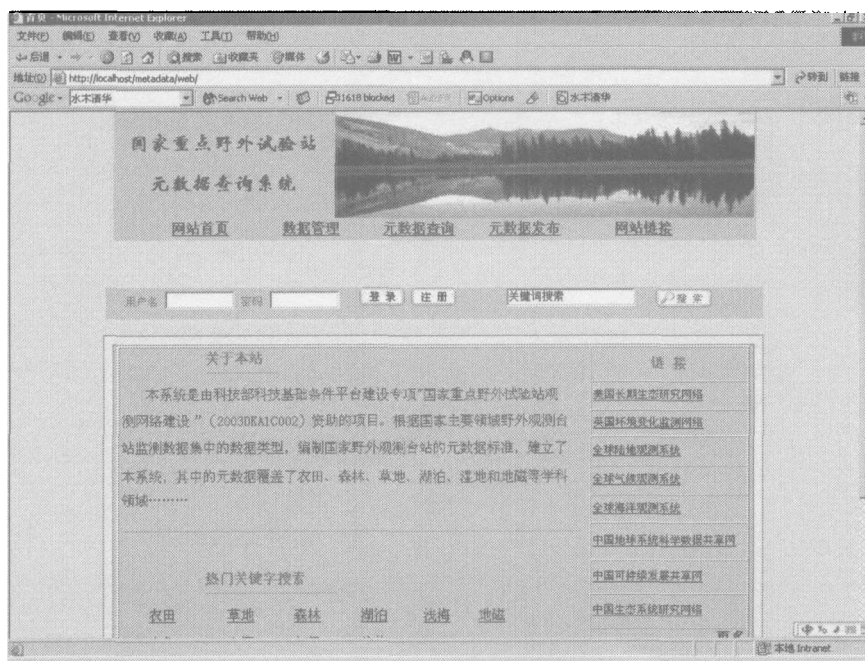 首页 - Microsoft Internet Explorer
文件(F) 编辑(E) 查看(V) 收藏(A) 工具(T) 帮助(H)
后退 搜索 收藏夹 媒体
地址(D) http://localhost/metadata/web/ 转到 链接
Google 水木清华 Search Web 1618 blocked Options 水木清华
国家重点野外试验站
元数据查询系统
网站首页 数据管理 元数据查询 元数据发布 网站链接
用户名 密码 登录 注册 关键词搜索 搜索
关于本站
本系统是由科技部科技基础条件平台建设专项"国家重点野外试验站观
测网络建设"(2003DKA1C002)资助的项目。根据国家主要领域野外观测台
站监测数据集中的数据类型,编制国家野外观测台站的元数据标准,建立了
本系统,其中的元数据覆盖了农田、森林、草地、湖泊、湿地和地磁等学科
领域………
热门关键字搜索
农田 草地 森林 湖泊 浅海 地磁
链接
美国长期生态研究网络
英国环境变化监测网络
全球陆地观测系统
全球气候观测系统
全球海洋观测系统
中国地球系统科学数据共享网
中国可持续发展共享网
中国生态系统研究网络
本地 Intranet